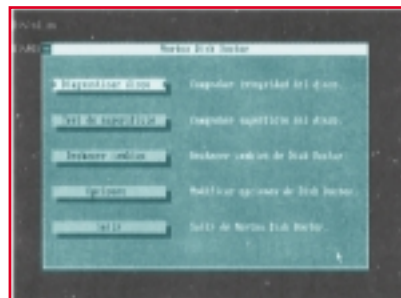 Norton Disk Doctor
Diagnosticar disco
Comprobar integridad del disco.
Test de superficie
Comprobar superficie del disco.
Deshacer cambios
Deshacer cambios de Disk Doctor
Opciones
Modificar opciones de Disk Doctor.
Salir
Salir de Norton Disk Doctor.